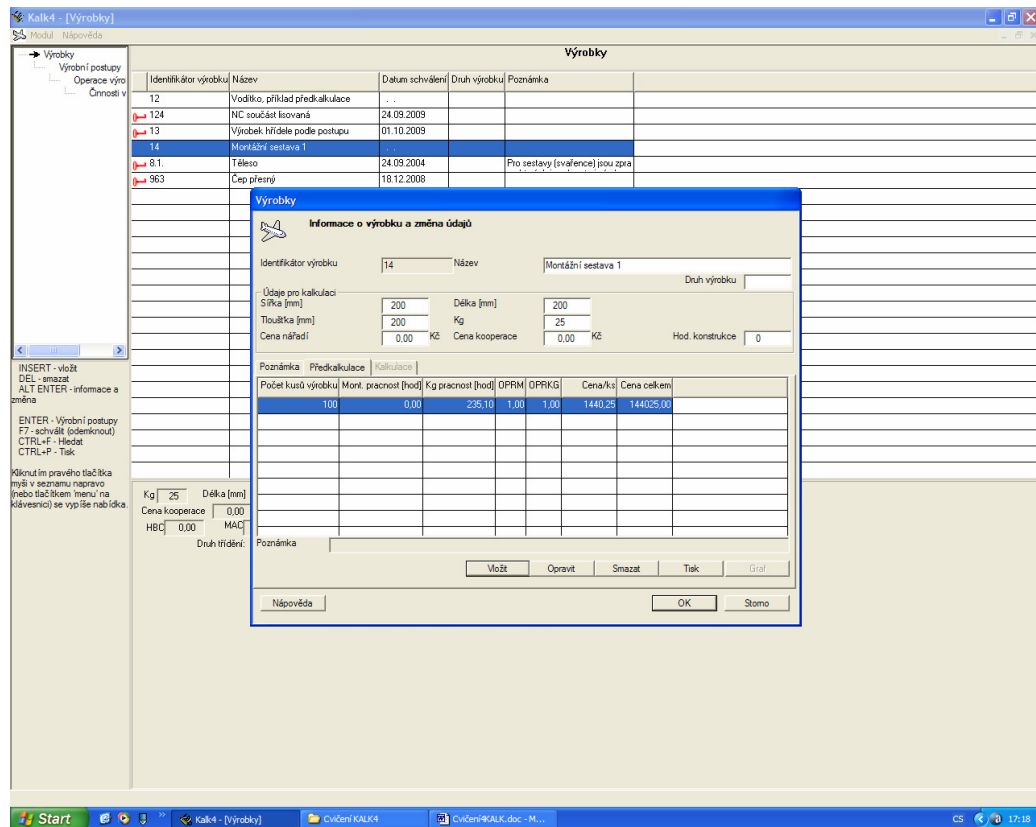 Kalk4 - [Výrobky]
Modul Nápověda
Výrobky
Výrobní postupy
Operace výro
Činnosti v
Výrobky
Identifikátor výrobku Název Datum schválení Druh výrobku Poznámka
12 Vodítko, příklad předkalkulace . .
124 NC součást lisovaná 24.09.2009
13 Výrobek hřídele podle postupu 01.10.2009
14 Montážní sestava 1 . .
8.1. Těleso 24.09.2004 Pro sestavy (svařence) jsou zpra
963 Čep přesný 18.12.2008
INSERT - vložit
DEL - smazat
ALT ENTER - informace a
změna
ENTER - Výrobní postupy
F7 - schválit (odemknout)
CTRL+F - Hledat
CTRL+P - Tisk
Kliknutím pravého tlačítka
myši v seznamu napravo
(nebo tlačítkem 'menu' na
klávesnici) se vypíše nabídka.
Kg 25 Délka [mm]
Cena kooperace 0,00
HBC 0,00 MAC
Druh třídění:
Výrobky
Informace o výrobku a změna údajů
Identifikátor výrobku 14 Název Montážní sestava 1
Druh výrobku
Údaje pro kalkulaci
Šířka [mm] 200 Délka [mm] 200
Tloušťka [mm] 200 Kg 25
Cena nářadí 0,00 Kč Cena kooperace 0,00 Kč Hod. konstrukce 0
Poznámka Předkalkulace Kalkulace
Počet kusů výrobku Mont. pracnost [hod] Kg pracnost [hod] OPRM OPRKG Cena/ks Cena celkem
100 0,00 235,10 1,00 1,00 1440,25 144025,00
Poznámka
Vložit Opravit Smazat Tisk Graf
Nápověda OK Storno
Start Kalk4 - [Výrobky] Cvičení KALK4 Cvičení4KALK.doc - M... CS 17:18